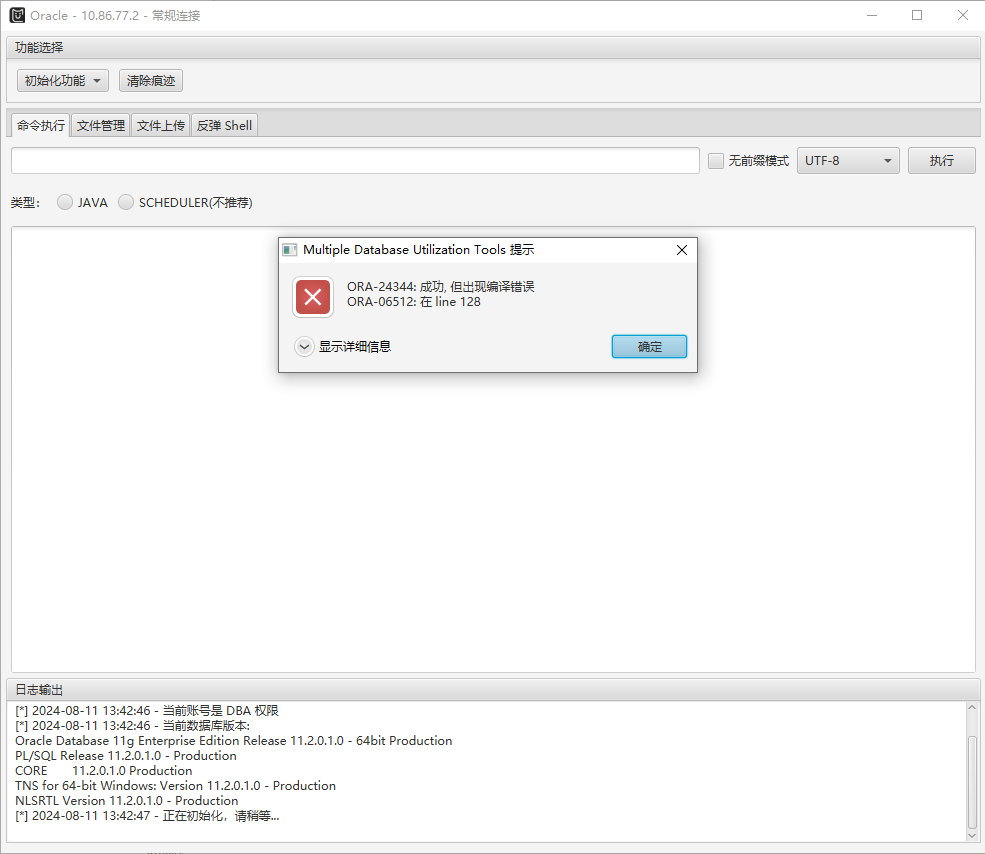 Oracle - 10.86.77.2 - 常规连接
功能选择
初始化功能 清除痕迹
命令执行 文件管理 文件上传 反弹 Shell
无前缀模式 UTF-8 执行
类型: JAVA SCHEDULER(不推荐)
Multiple Database Utilization Tools 提示
ORA-24344: 成功, 但出现编译错误
ORA-06512: 在 line 128
显示详细信息 确定
日志输出
[*] 2024-08-11 13:42:46 - 当前账号是 DBA 权限
[*] 2024-08-11 13:42:46 - 当前数据库版本:
Oracle Database 11g Enterprise Edition Release 11.2.0.1.0 - 64bit Production
PL/SQL Release 11.2.0.1.0 - Production
CORE 11.2.0.1.0 Production
TNS for 64-bit Windows: Version 11.2.0.1.0 - Production
NLSRTL Version 11.2.0.1.0 - Production
[*] 2024-08-11 13:42:47 - 正在初始化，请稍等...